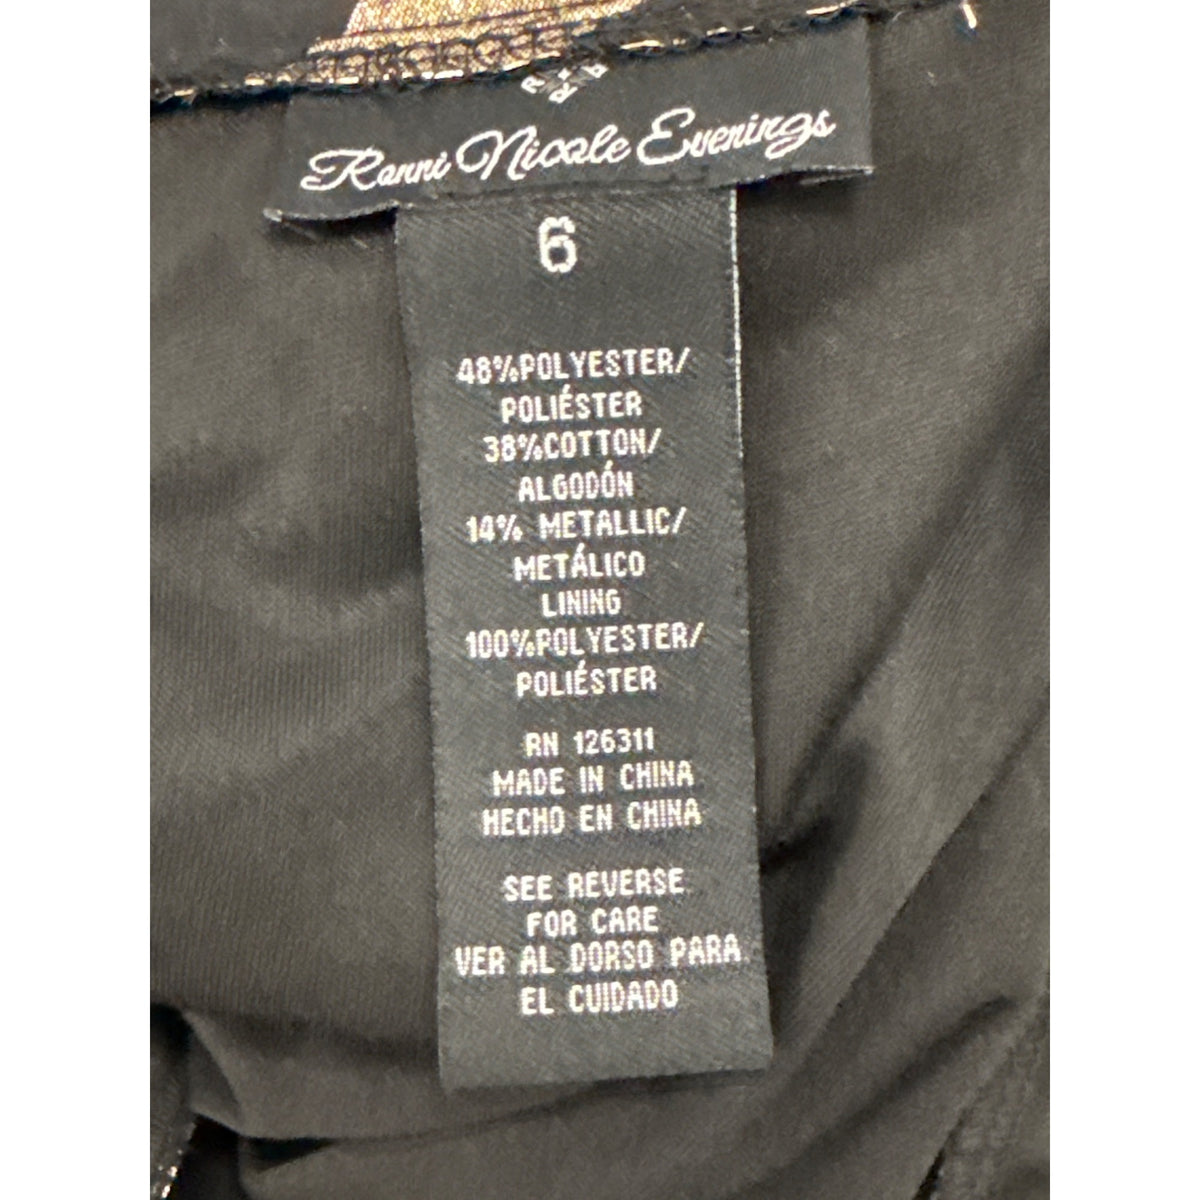 Ronni Nicole Evenings
6
48%POLYESTER/
POLIÉSTER
38%COTTON/
ALGODÓN
14% METALLIC/
METÁLICO
LINING
100%POLYESTER/
POLIÉSTER
RN 126311
MADE IN CHINA
HECHO EN CHINA
SEE REVERSE
FOR CARE
VER AL DORSO PARA
EL CUIDADO